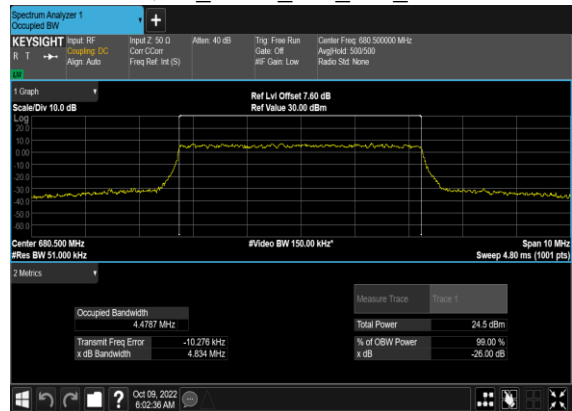 Spectrum Analyzer 1
Occupied BW
KEYSIGHT
R T
LW
Input: RF
Coupling: DC
Align: Auto
Input Z: 50 Ω
Corr CCorr
Freq Ref: Int (S)
Atten: 40 dB
Trig: Free Run
Gate: Off
#IF Gain: Low
Center Freq: 680.500000 MHz
Avg|Hold: 500/500
Radio Std: None
1 Graph
Scale/Div 10.0 dB
Ref Lvl Offset 7.60 dB
Ref Value 30.00 dBm
Log
20.0
10.0
0.00
-10.0
-20.0
-30.0
-40.0
-50.0
-60.0
Center 680.500 MHz
#Res BW 51.000 kHz
#Video BW 150.00 kHz*
Span 10 MHz
Sweep 4.80 ms (1001 pts)
2 Metrics
Measure Trace Trace 1
Occupied Bandwidth
4.4787 MHz
Total Power 24.5 dBm
Transmit Freq Error -10.276 kHz
% of OBW Power 99.00 %
x dB Bandwidth 4.834 MHz
x dB -26.00 dB
?
Oct 09, 2022
6:02:36 AM